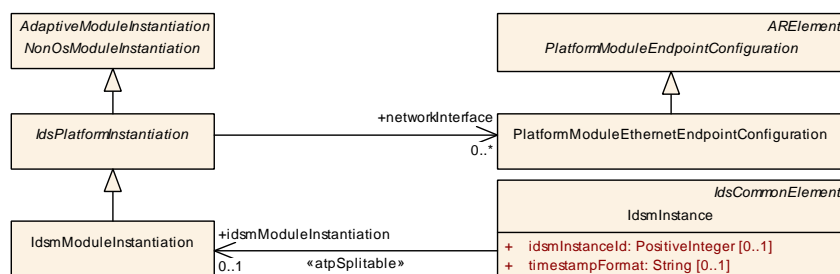 AdaptiveModuleInstantiation
NonOsModuleInstantiation
ARElement
PlatformModuleEndpointConfiguration
IdsPlatformInstantiation
+networkInterface
0..*
PlatformModuleEthernetEndpointConfiguration
IdsmModuleInstantiation
+idsmModuleInstantiation
0..1
«atpSplitable»
IdsCommonElement
IdsmInstance
+ idsmInstanceId: PositiveInteger [0..1]
+ timestampFormat: String [0..1]